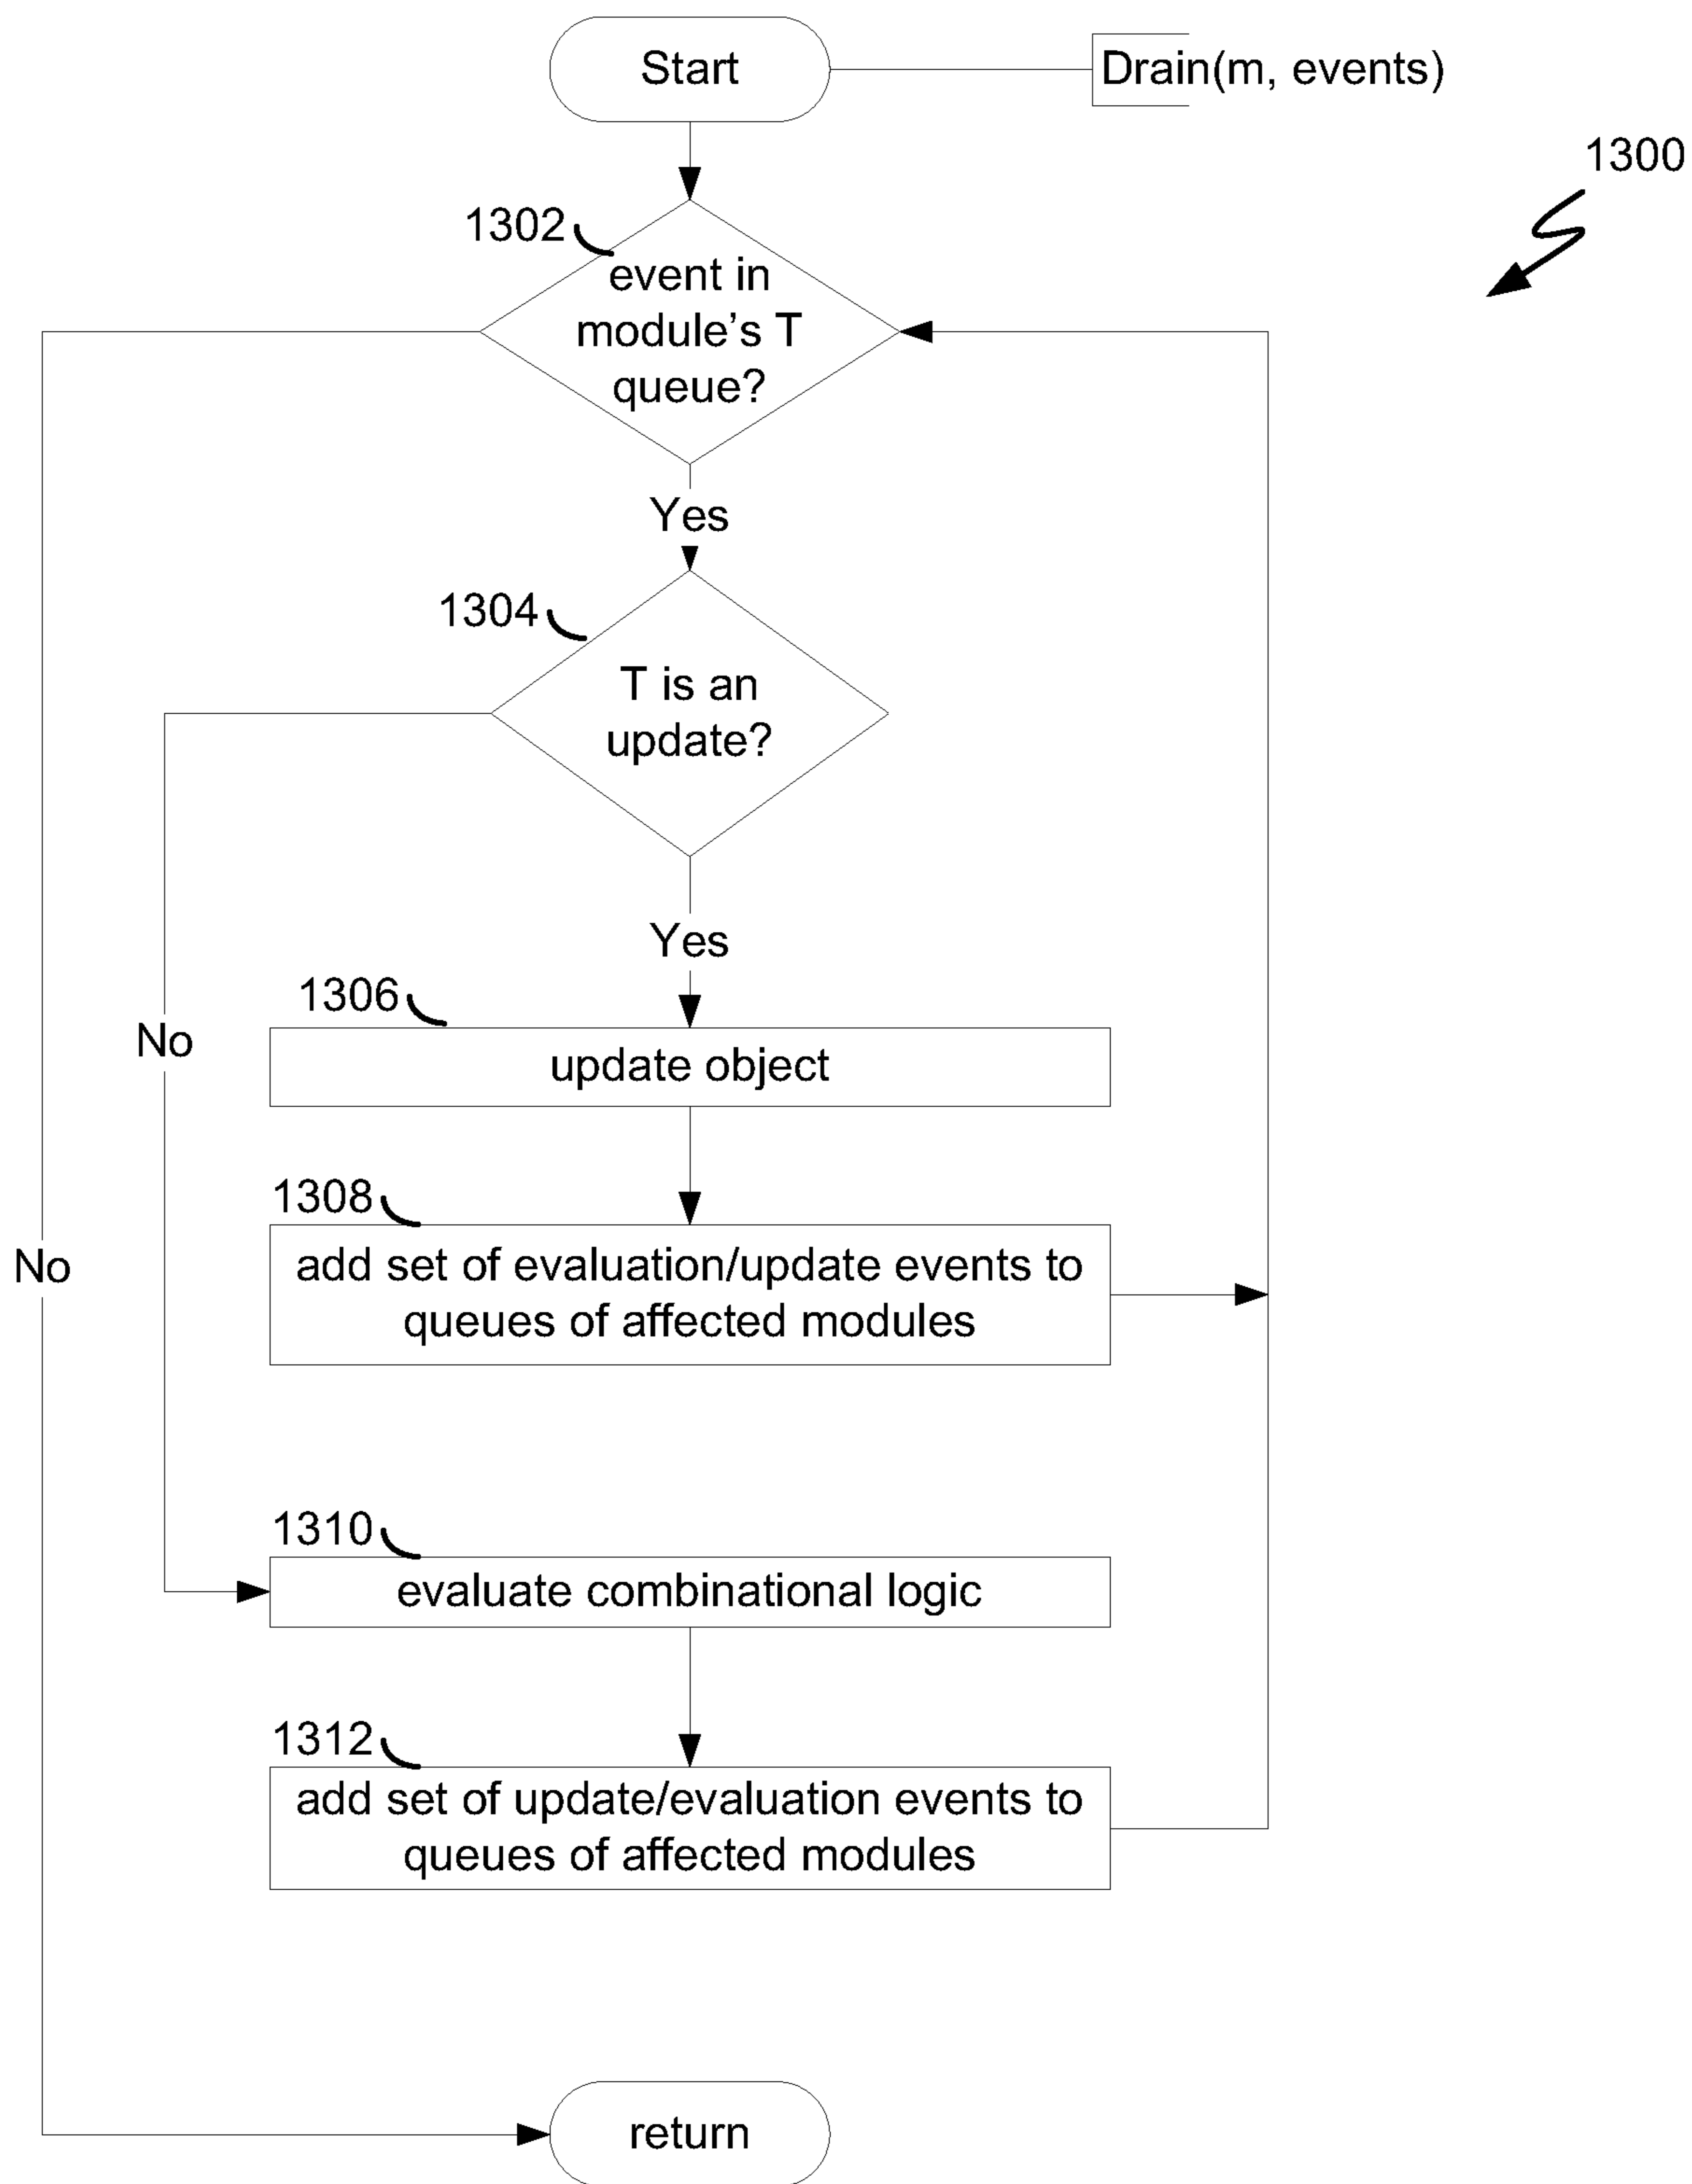 Start
Drain(m, events)
1300
1302
event in
module's T
queue?
Yes
1304
T is an
update?
Yes
1306
No
update object
1308
add set of evaluation/update events to
queues of affected modules
No
1310
evaluate combinational logic
1312
add set of update/evaluation events to
queues of affected modules
return